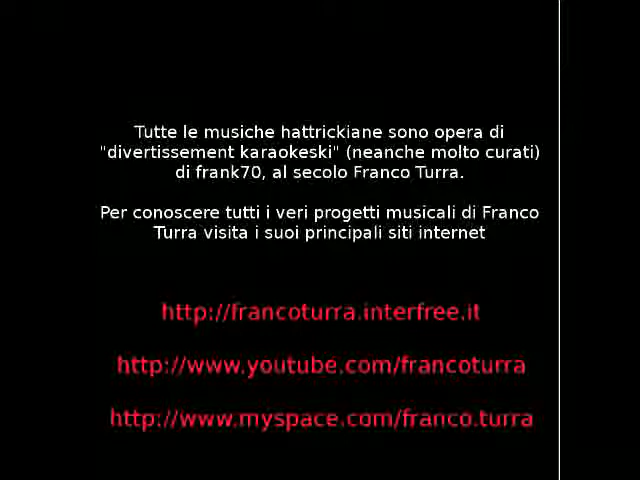 Tutte le musiche hattrickiane sono opera di
"divertissement karaokeski" (neanche molto curati)
di frank70, al secolo Franco Turra.
Per conoscere tutti i veri progetti musicali di Franco
Turra visita i suoi principali siti internet
http://francoturra.interfree.it
http://www.youtube.com/francoturra
http://www.myspace.com/franco.turra